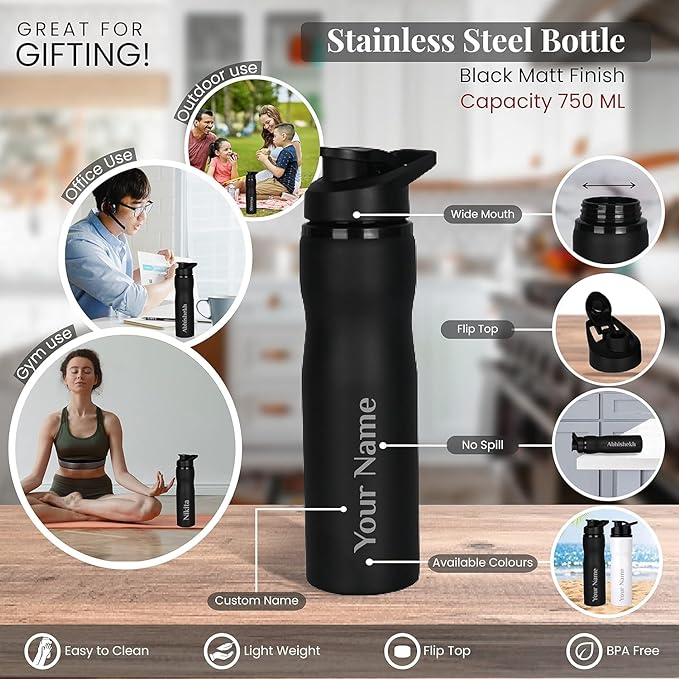 GREAT FOR
GIFTING!
Stainless Steel Bottle
Black Matt Finish
Capacity 750 ML
Outdoor use
Office Use
Gym use
Wide Mouth
Flip Top
No Spill
Available Colours
Custom Name
Your Name
Abhishekh
Nikita
Abhishekh
Your Name
Your Name
Easy to Clean
Light Weight
Flip Top
BPA Free